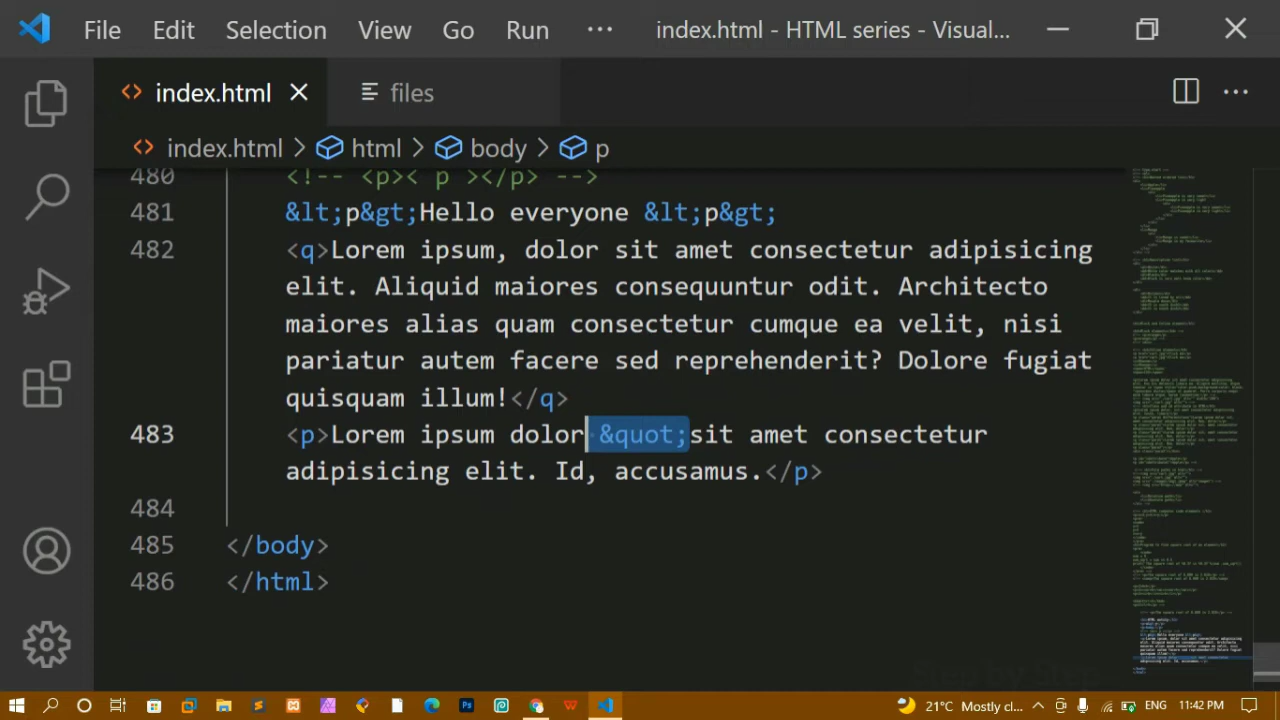 File Edit Selection View Go Run ··· index.html - HTML series - Visual...
index.html files
index.html > html > body > p
480 <!-- <p>< p ></p> -->
481 &lt;p&gt;Hello everyone &lt;p&gt;
482 <q>Lorem ipsum, dolor sit amet consectetur adipisicing
elit. Aliquid maiores consequuntur odit. Architecto
maiores alias quam consectetur cumque ea velit, nisi
pariatur autem facere sed reprehenderit? Dolore fugiat
quisquam illum!</q>
483 <p>Lorem ipsum dolor &quot;sit amet consectetur
adipisicing elit. Id, accusamus.</p>
484
485 </body>
486 </html>
Step by Step
21°C Mostly cl... ENG 11:42 PM